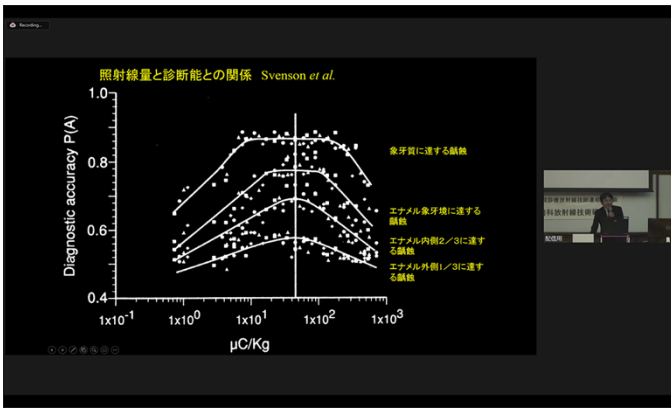 Recording...
照射線量と診断能との関係 Svenson et al.
Diagnostic accuracy P(A)
1.0
0.8
0.6
0.4
象牙質に達する齲蝕
エナメル象牙境に達する
齲蝕
エナメル内側2/3に達す
る齲蝕
エナメル外側1/3に達す
る齲蝕
1x10⁻¹
1x10⁰
1x10¹
1x10²
1x10³
μC/Kg
配信用